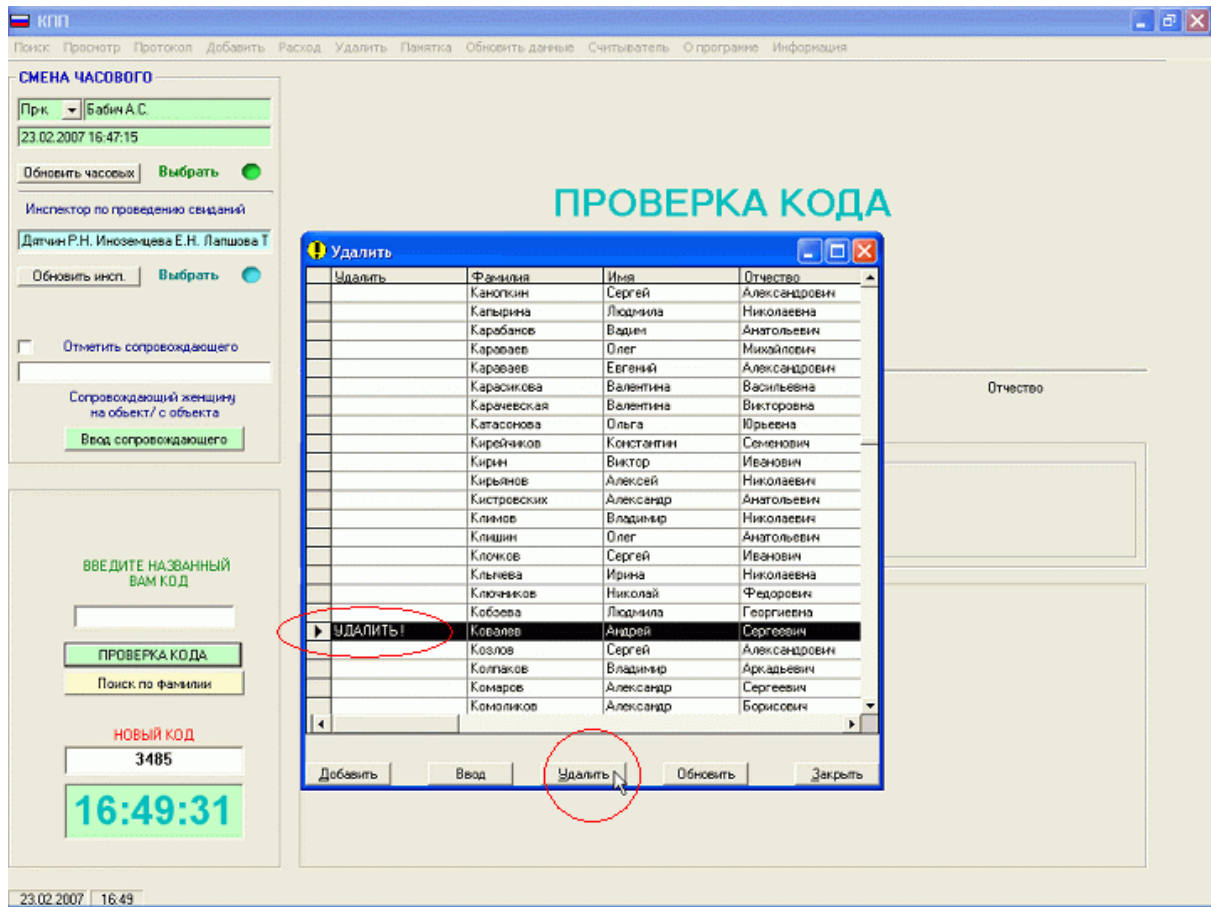 КПП
Поиск Просмотр Протокол Добавить Расход Удалить Памятка Обновить данные Считыватель О програме Информация
СМЕНА ЧАСОВОГО
Пр-к Бабич А.С.
23.02.2007 16:47:15
Обновить часовых Выбрать
Инспектор по проведению свиданий
Дятчин Р.Н. Иноземцева Е.Н. Лапшова Т
Обновить инсп. Выбрать
Отметить сопровождающего
Сопровождающий женщину
на объект/ с объекта
Ввод сопровождающего
ВВЕДИТЕ НАЗВАННЫЙ
ВАМ КОД
ПРОВЕРКА КОДА
Поиск по фамилии
НОВЫЙ КОД
3485
16:49:31
ПРОВЕРКА КОДА
Отчество
Удалить
Удалить Фамилия Имя Отчество
Канопкин Сергей Александрович
Капырина Людмила Николаевна
Карабанов Вадим Анатольевич
Караваев Олег Михайлович
Караваев Евгений Александрович
Карасикова Валентина Васильевна
Карачевская Валентина Викторовна
Катасонова Ольга Юрьевна
Кирейчиков Константин Семенович
Кирин Виктор Иванович
Кирьянов Алексей Николаевич
Кистровских Александр Анатольевич
Климов Владимир Николаевич
Клишин Олег Анатольевич
Клочков Сергей Иванович
Клычева Ирина Николаевна
Ключников Николай Федорович
Кобзева Людмила Георгиевна
УДАЛИТЬ! Ковалев Андрей Сергеевич
Козлов Сергей Александрович
Колпаков Владимир Аркадьевич
Комаров Александр Сергеевич
Комоликов Александр Борисович
Добавить Ввод Удалить Обновить Закрыть
23.02.2007 16:49